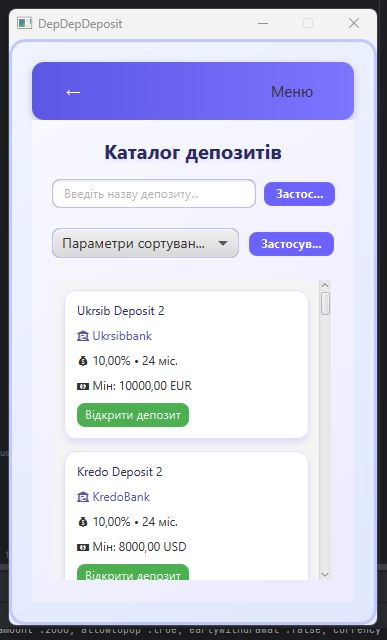 DepDepDeposit
← Меню
Каталог депозитів
Введіть назву депозиту... Застос...
Параметри сортуван... Застосув...
Ukrsib Deposit 2
Ukrsibbank
10,00% • 24 міс.
Мін: 10000,00 EUR
Відкрити депозит
Kredo Deposit 2
KredoBank
10,00% • 24 міс.
Мін: 8000,00 USD
Відкрити депозит
amount :2000, allowtopup :true, earlywithdrawal :false, currency